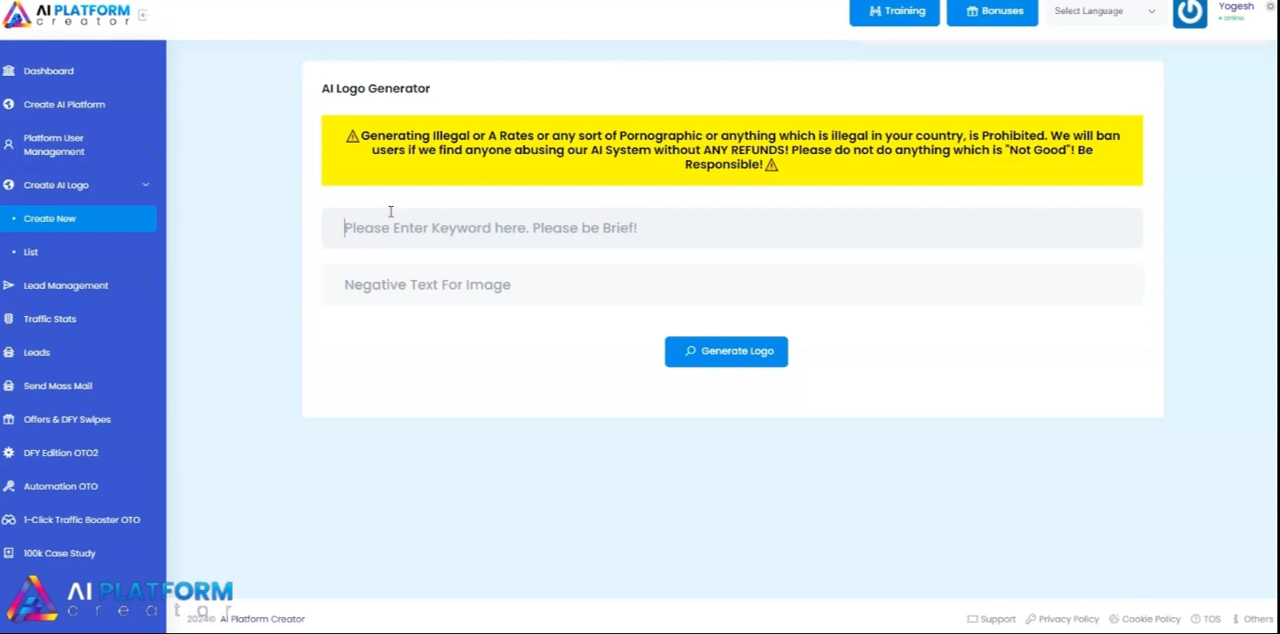 AI PLATFORM
creator
Training
Bonuses
Select Language
Yogesh
online
Dashboard
Create AI Platform
Platform User
Management
Create AI Logo
Create New
List
Lead Management
Traffic Stats
Leads
Send Mass Mail
Offers & DFY Swipes
DFY Edition OTO2
Automation OTO
1-Click Traffic Booster OTO
100k Case Study
AI Logo Generator
⚠Generating Illegal or A Rates or any sort of Pornographic or anything which is illegal in your country, is Prohibited. We will ban
users if we find anyone abusing our AI System without ANY REFUNDS! Please do not do anything which is "Not Good"! Be
Responsible!⚠
Please Enter Keyword here. Please be Brief!
Negative Text For Image
Generate Logo
AI PLATFORM
creator
2024© AI Platform Creator
Support Privacy Policy Cookie Policy TOS Others